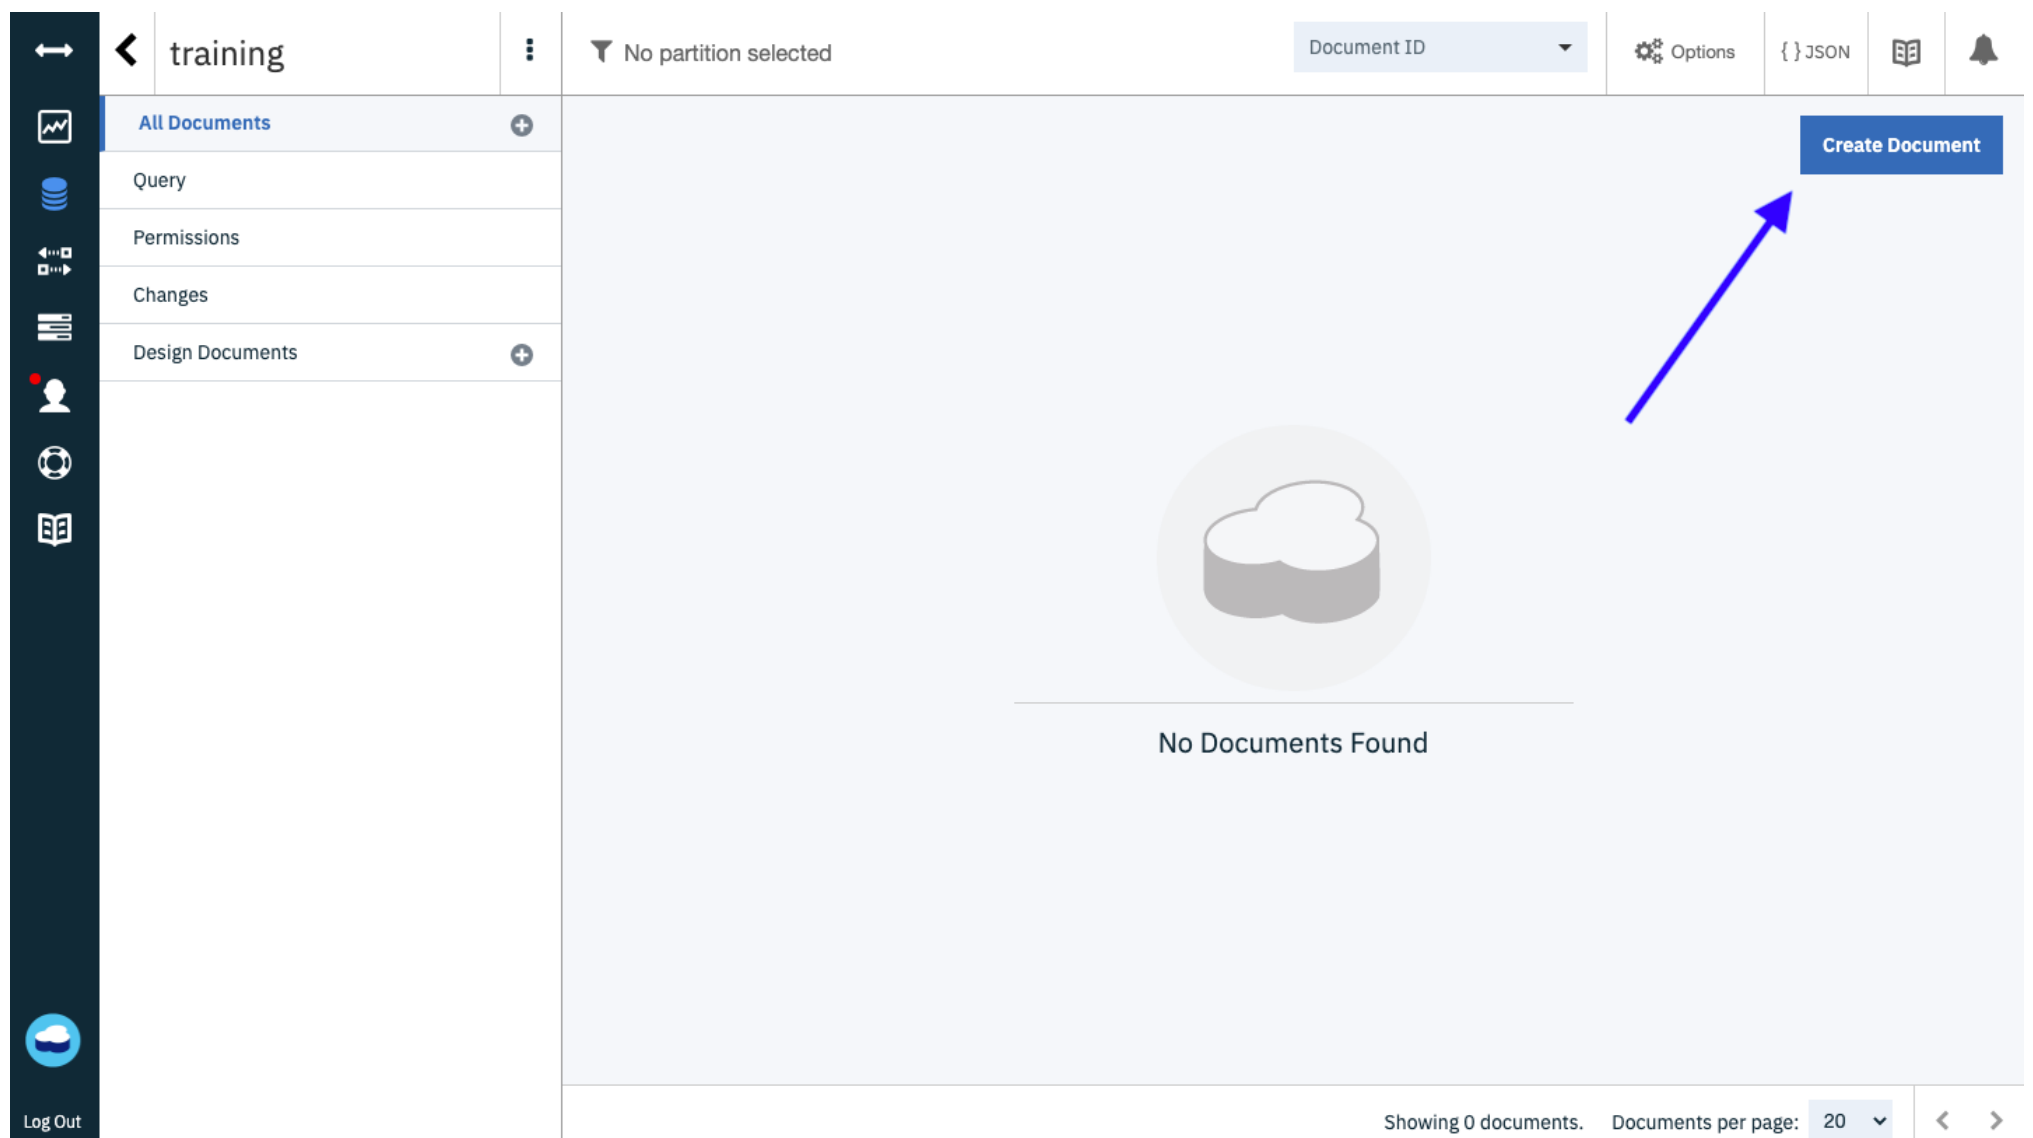 training
No partition selected
Document ID
Options
{ } JSON
All Documents
Create Document
Query
Permissions
Changes
Design Documents
No Documents Found
Log Out
Showing 0 documents.
Documents per page: 20